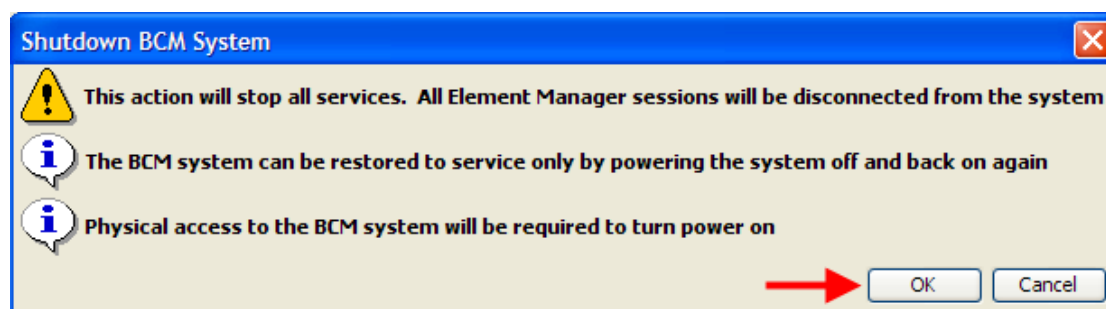 Shutdown BCM System
This action will stop all services.  All Element Manager sessions will be disconnected from the system
The BCM system can be restored to service only by powering the system off and back on again
Physical access to the BCM system will be required to turn power on
OK Cancel